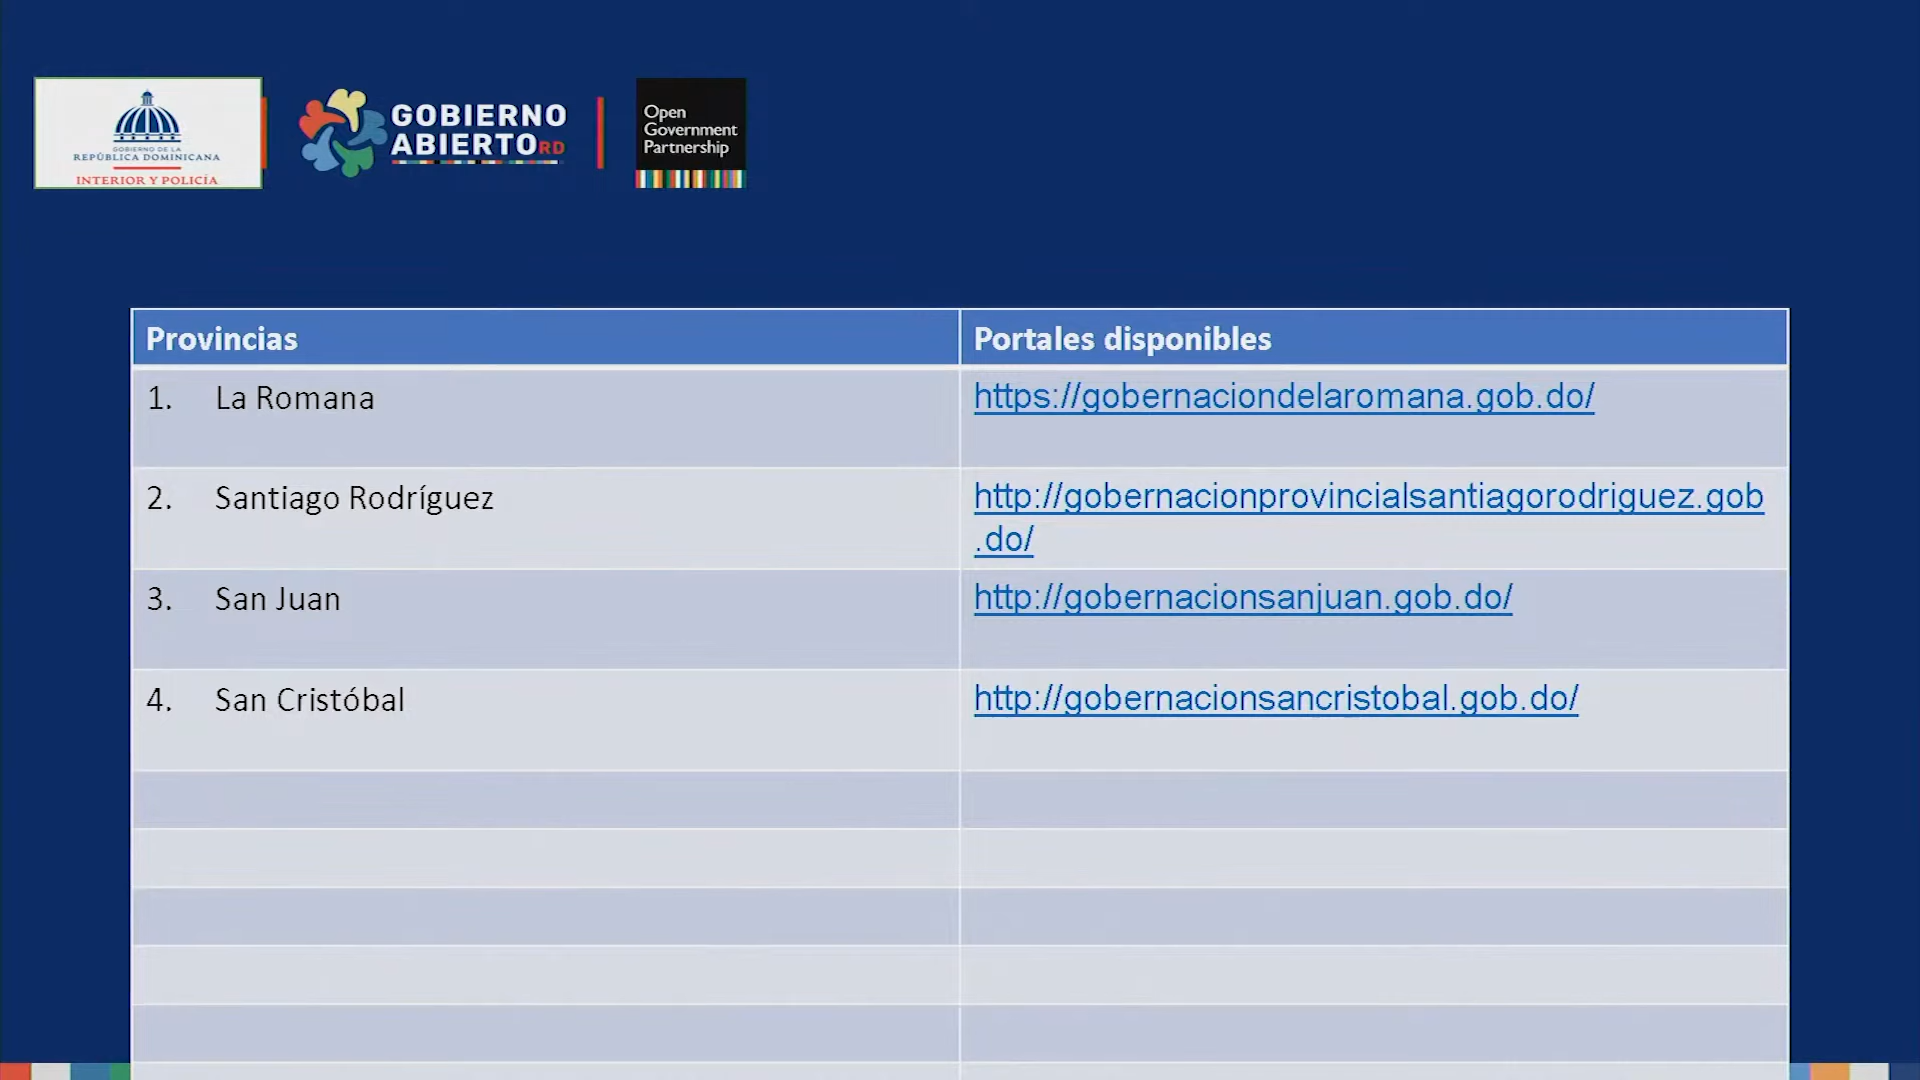 GOBIERNO DE LA
REPÚBLICA DOMINICANA
INTERIOR Y POLICÍA
GOBIERNO
ABIERTORD
Open
Government
Partnership
Provincias
Portales disponibles
1. La Romana
https://gobernaciondelaromana.gob.do/
2. Santiago Rodríguez
http://gobernacionprovincialsantiagorodriguez.gob
.do/
3. San Juan
http://gobernacionsanjuan.gob.do/
4. San Cristóbal
http://gobernacionsancristobal.gob.do/